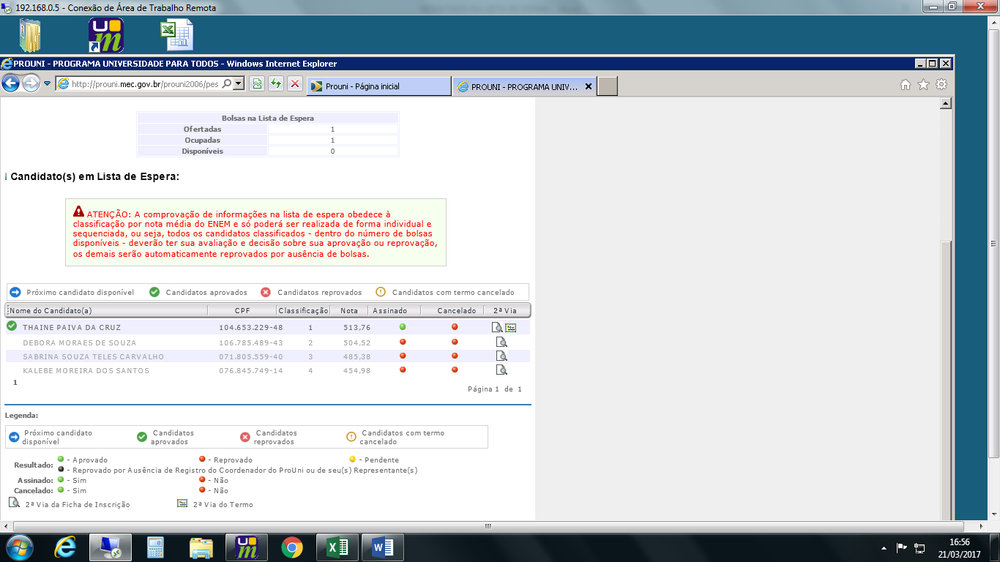 192.168.0.5 - Conexão de Área de Trabalho Remota
PROUNI - PROGRAMA UNIVERSIDADE PARA TODOS - Windows Internet Explorer
http://prouni.mec.gov.br/prouni2006/pes
Prouni - Página inicial
PROUNI - PROGRAMA UNIV...
Bolsas na Lista de Espera
Ofertadas 1
Ocupadas 1
Disponíveis 0
Candidato(s) em Lista de Espera:
ATENÇÃO: A comprovação de informações na lista de espera obedece à
classificação por nota média do ENEM e só poderá ser realizada de forma individual e
sequenciada, ou seja, todos os candidatos classificados - dentro do número de bolsas
disponíveis - deverão ter sua avaliação e decisão sobre sua aprovação ou reprovação,
os demais serão automaticamente reprovados por ausência de bolsas.
Próximo candidato disponível Candidatos aprovados Candidatos reprovados Candidatos com termo cancelado
Nome do Candidato(a) CPF Classificação Nota Assinado Cancelado 2ª Via
THAINE PAIVA DA CRUZ 104.653.229-48 1 513,76
DEBORA MORAES DE SOUZA 106.785.489-43 2 504,52
SABRINA SOUZA TELES CARVALHO 071.805.559-40 3 485,38
KALEBE MOREIRA DOS SANTOS 076.845.749-14 4 454,98
1
Página 1 de 1
Legenda:
Próximo candidato disponível
Candidatos aprovados
Candidatos reprovados
Candidatos com termo cancelado
Resultado: - Aprovado - Reprovado - Pendente
- Reprovado por Ausência de Registro do Coordenador do ProUni ou de seu(s) Representante(s)
Assinado: - Sim - Não
Cancelado: - Sim - Não
2ª Via da Ficha de Inscrição 2ª Via do Termo
16:56
21/03/2017